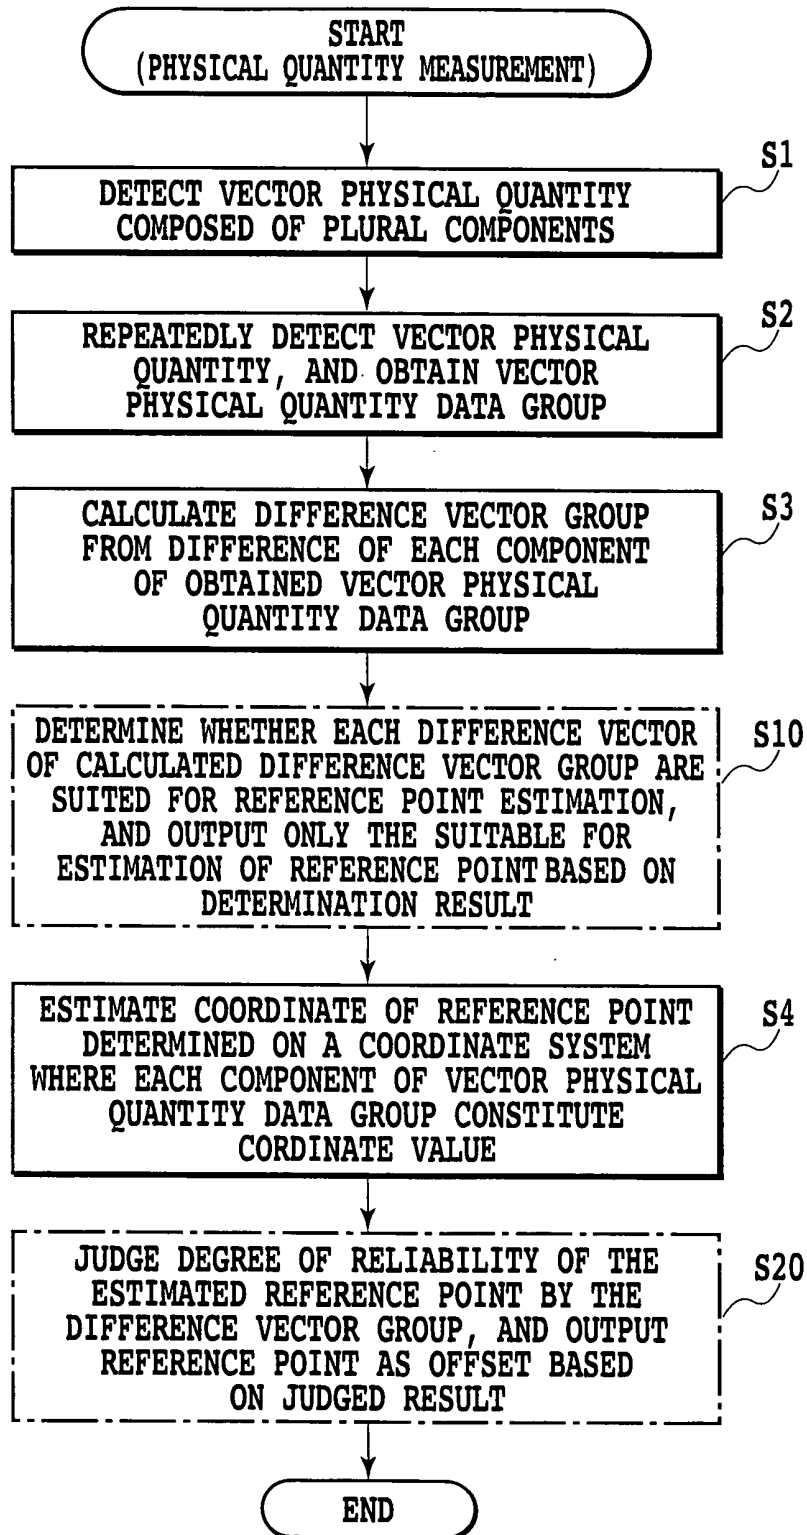 START
(PHYSICAL QUANTITY MEASUREMENT)
S1
DETECT VECTOR PHYSICAL QUANTITY
COMPOSED OF PLURAL COMPONENTS
S2
REPEATEDLY DETECT VECTOR PHYSICAL
QUANTITY, AND OBTAIN VECTOR
PHYSICAL QUANTITY DATA GROUP
S3
CALCULATE DIFFERENCE VECTOR GROUP
FROM DIFFERENCE OF EACH COMPONENT
OF OBTAINED VECTOR PHYSICAL
QUANTITY DATA GROUP
S10
DETERMINE WHETHER EACH DIFFERENCE VECTOR
OF CALCULATED DIFFERENCE VECTOR GROUP ARE
SUITED FOR REFERENCE POINT ESTIMATION,
AND OUTPUT ONLY THE SUITABLE FOR
ESTIMATION OF REFERENCE POINT BASED ON
DETERMINATION RESULT
S4
ESTIMATE COORDINATE OF REFERENCE POINT
DETERMINED ON A COORDINATE SYSTEM
WHERE EACH COMPONENT OF VECTOR PHYSICAL
QUANTITY DATA GROUP CONSTITUTE
CORDINATE VALUE
S20
JUDGE DEGREE OF RELIABILITY OF THE
ESTIMATED REFERENCE POINT BY THE
DIFFERENCE VECTOR GROUP, AND OUTPUT
REFERENCE POINT AS OFFSET BASED
ON JUDGED RESULT
END